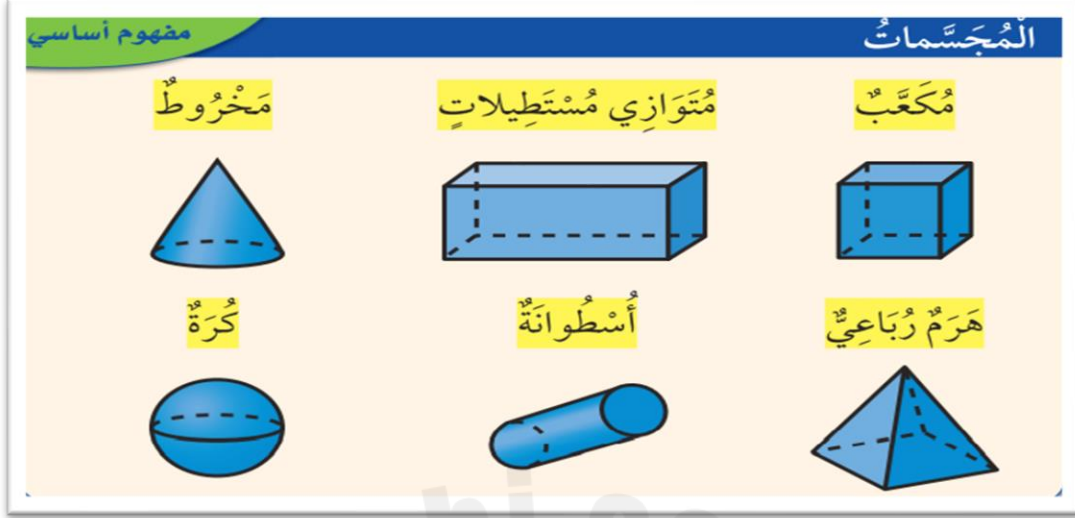 الْمُجَسَّماتُ
مفهوم أساسي
مُكَعَّبٌ
مُتَوَازِي مُسْتَطِيلاتٍ
مَخْرُوطٌ
هَرَمٌ رُبَاعِيٌّ
أُسْطُوانَةٌ
كُرَةٌ